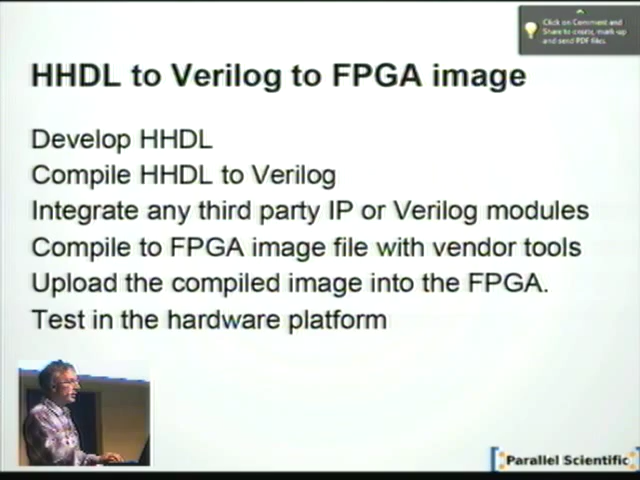 Click on Comment and
Share to create, mark-up
and send PDF files.
HHDL to Verilog to FPGA image
Develop HHDL
Compile HHDL to Verilog
Integrate any third party IP or Verilog modules
Compile to FPGA image file with vendor tools
Upload the compiled image into the FPGA.
Test in the hardware platform
Parallel Scientific